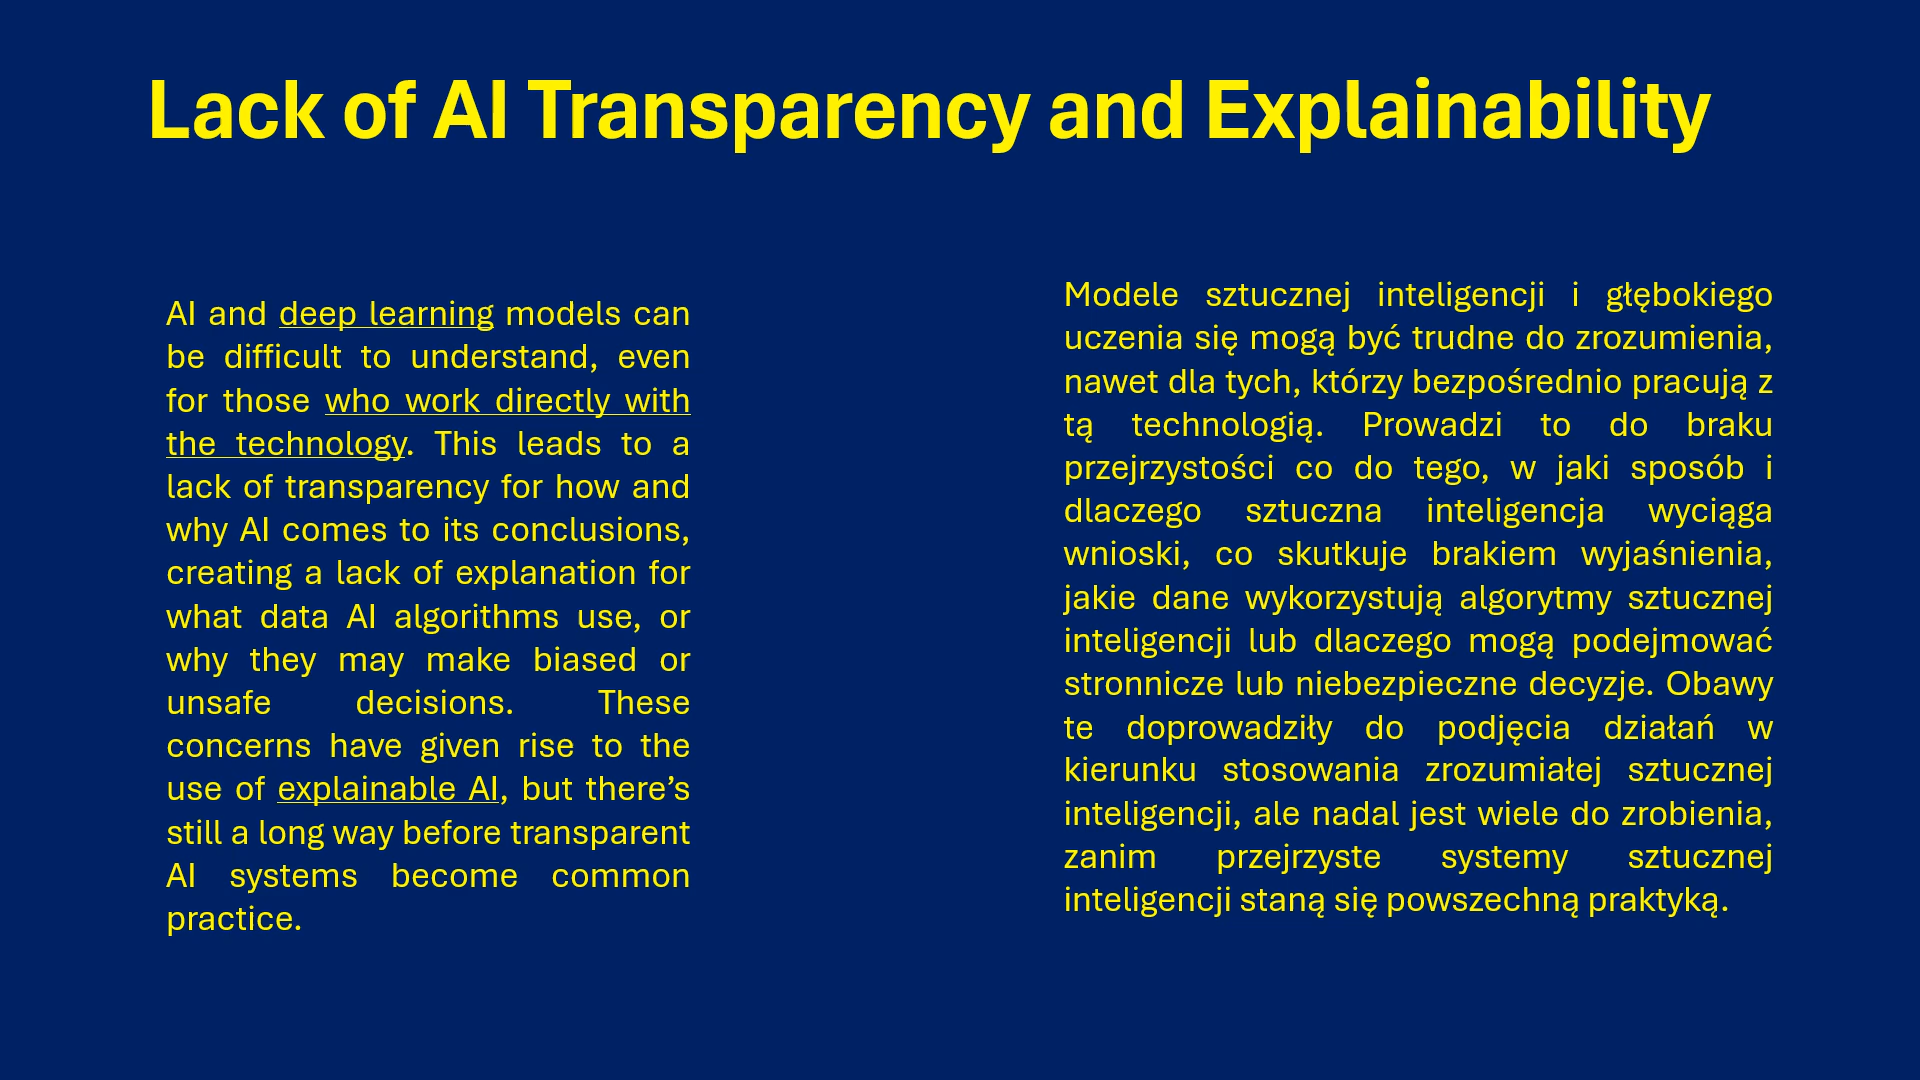 Lack of AI Transparency and Explainability
AI and deep learning models can
be difficult to understand, even
for those who work directly with
the technology. This leads to a
lack of transparency for how and
why AI comes to its conclusions,
creating a lack of explanation for
what data AI algorithms use, or
why they may make biased or
unsafe decisions. These
concerns have given rise to the
use of explainable AI, but there’s
still a long way before transparent
AI systems become common
practice.
Modele sztucznej inteligencji i głębokiego
uczenia się mogą być trudne do zrozumienia,
nawet dla tych, którzy bezpośrednio pracują z
tą technologią. Prowadzi to do braku
przejrzystości co do tego, w jaki sposób i
dlaczego sztuczna inteligencja wyciąga
wnioski, co skutkuje brakiem wyjaśnienia,
jakie dane wykorzystują algorytmy sztucznej
inteligencji lub dlaczego mogą podejmować
stronnicze lub niebezpieczne decyzje. Obawy
te doprowadziły do podjęcia działań w
kierunku stosowania zrozumiałej sztucznej
inteligencji, ale nadal jest wiele do zrobienia,
zanim przejrzyste systemy sztucznej
inteligencji staną się powszechną praktyką.